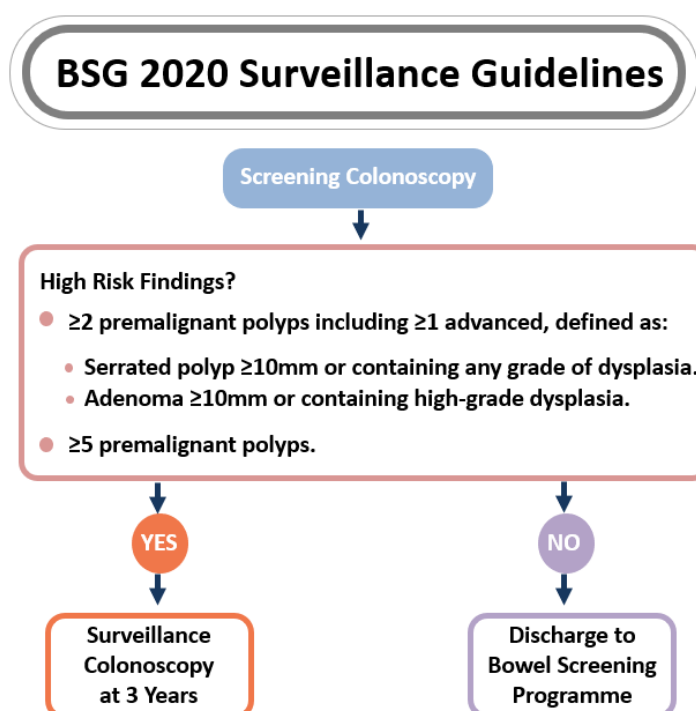 BSG 2020 Surveillance Guidelines
Screening Colonoscopy
High Risk Findings?
≥2 premalignant polyps including ≥1 advanced, defined as:
Serrated polyp ≥10mm or containing any grade of dysplasia.
Adenoma ≥10mm or containing high-grade dysplasia.
≥5 premalignant polyps.
YES
NO
Surveillance
Colonoscopy
at 3 Years
Discharge to
Bowel Screening
Programme